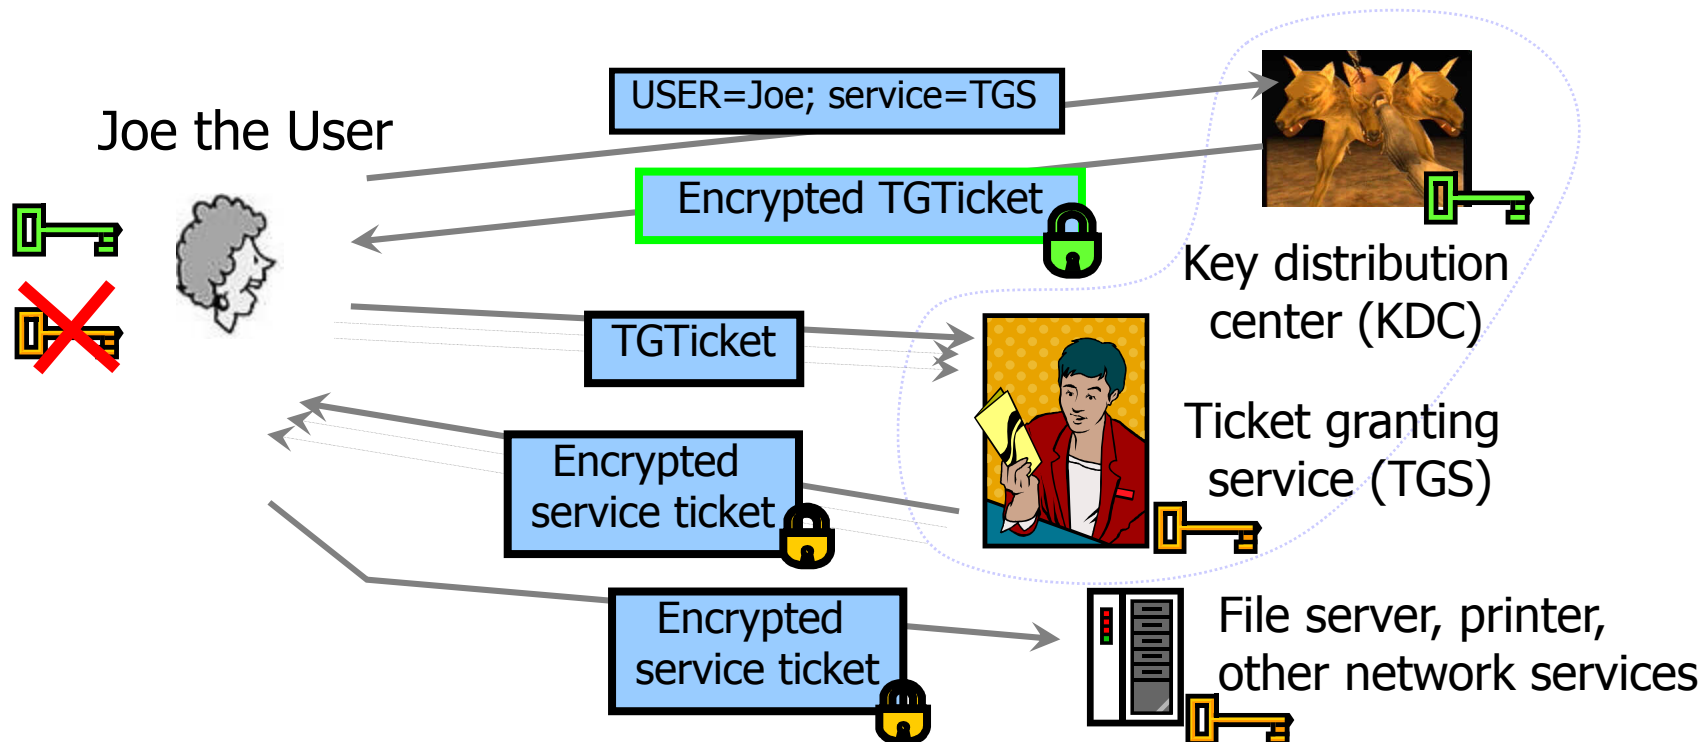 USER=Joe; service=TGS
Joe the User
Encrypted TGTicket
Key distribution
center (KDC)
TGTicket
Ticket granting
service (TGS)
Encrypted
service ticket
Encrypted
service ticket
File server, printer,
other network services